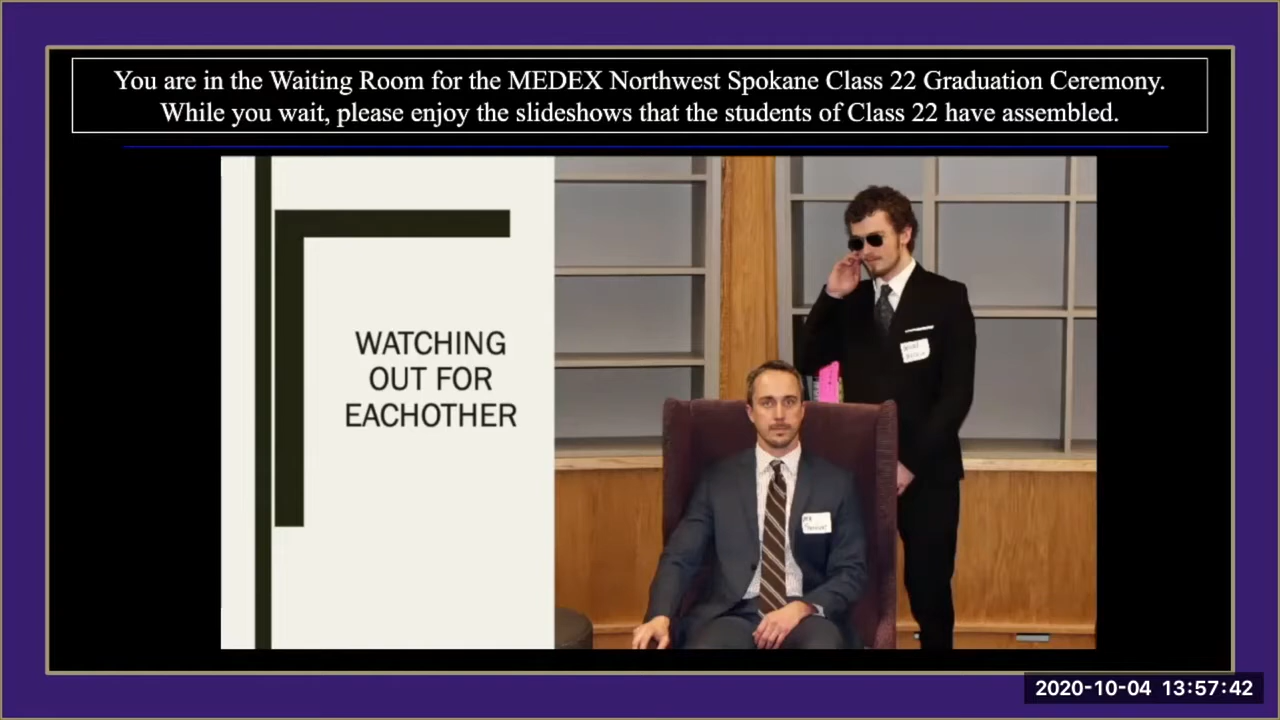 You are in the Waiting Room for the MEDEX Northwest Spokane Class 22 Graduation Ceremony.
While you wait, please enjoy the slideshows that the students of Class 22 have assembled.
WATCHING
OUT FOR
EACHOTHER
2020-10-04 13:57:42